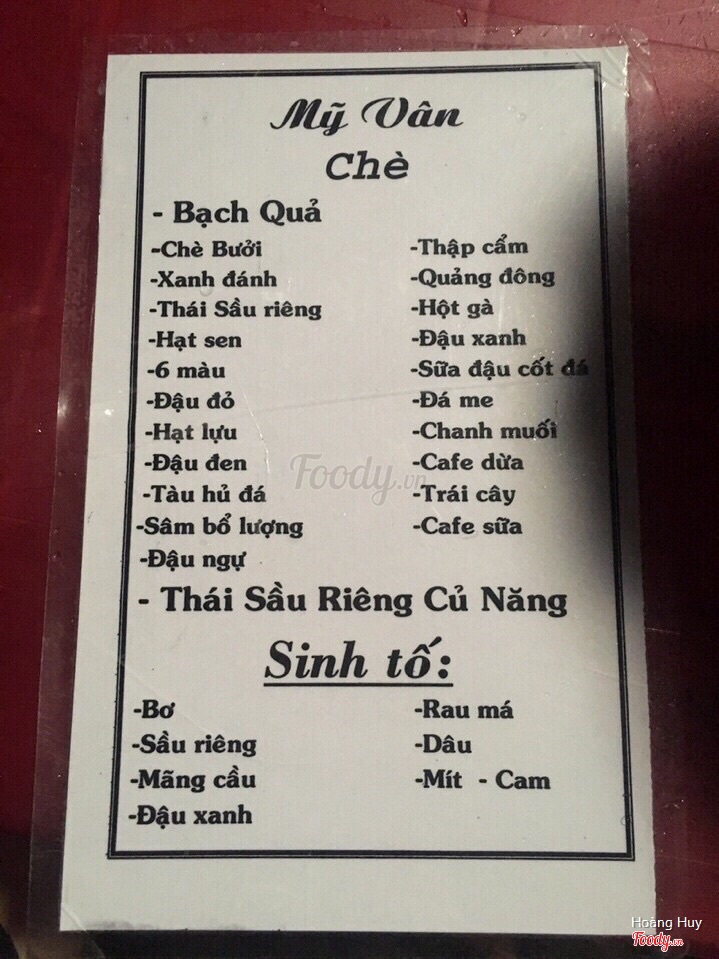 Mỹ Vân
Chè
- Bạch Quả
-Chè Bưởi
-Xanh đánh
-Thái Sầu riêng
-Hạt sen
-6 màu
-Đậu đỏ
-Hạt lựu
-Đậu đen
-Tàu hủ đá
-Sâm bổ lượng
-Đậu ngự
-Thập cẩm
-Quảng đông
-Hột gà
-Đậu xanh
-Sữa đậu cốt đá
-Đá me
-Chanh muối
-Cafe dừa
-Trái cây
-Cafe sữa
- Thái Sầu Riêng Củ Năng
Sinh tố:
-Bơ
-Sầu riêng
-Mãng cầu
-Đậu xanh
-Rau má
-Dâu
-Mít - Cam
Foody.vn
Hoàng Huy
Foody.vn